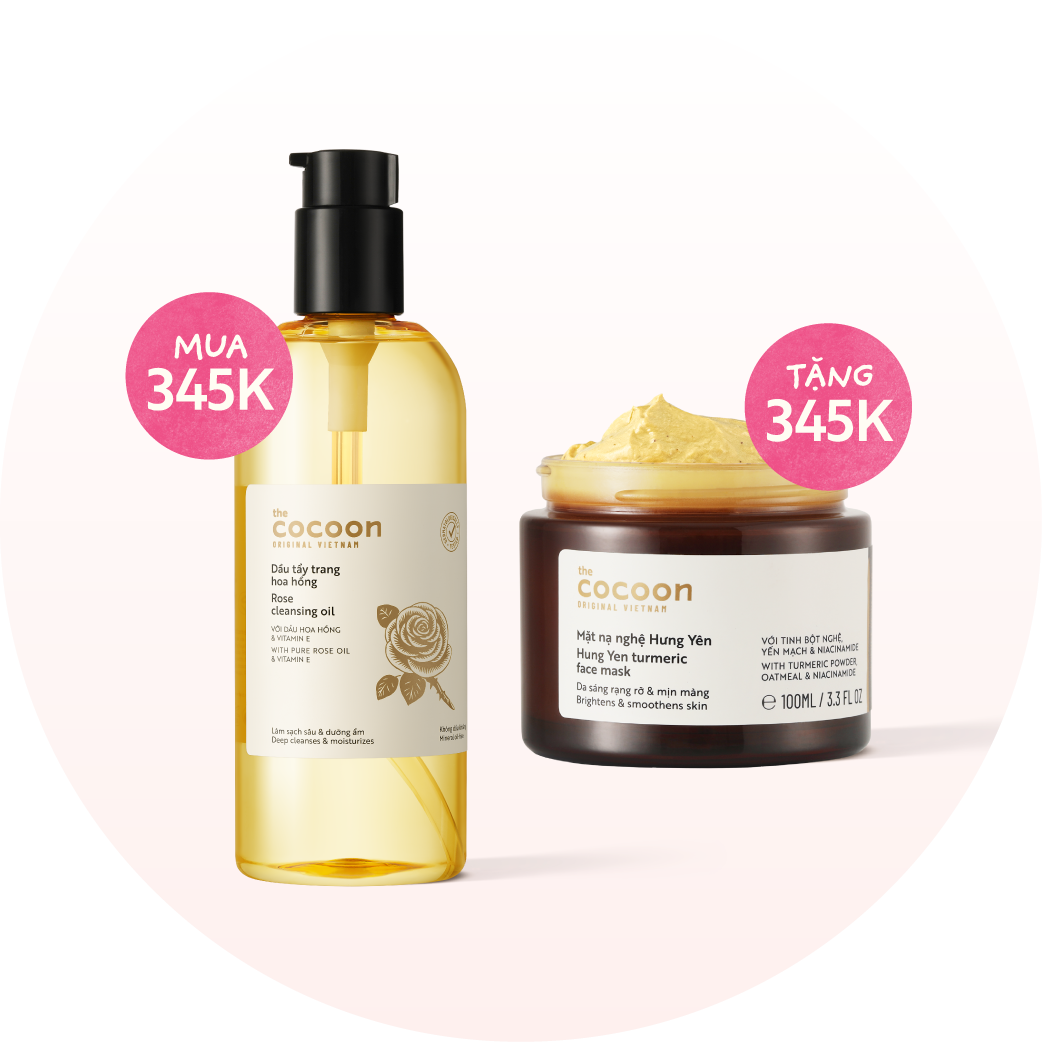 MUA
345K
TẶNG
345K
the
cocoon
ORIGINAL VIETNAM
Dầu tẩy trang
hoa hồng
Rose
cleansing oil
VỚI DẦU HOA HỒNG
& VITAMIN E
WITH PURE ROSE OIL
& VITAMIN E
Làm sạch sâu & dưỡng ẩm
Deep cleanses & moisturizes
the
cocoon
ORIGINAL VIETNAM
Mặt nạ nghệ Hưng Yên
Hung Yen turmeric
face mask
Da sáng rạng rỡ & mịn màng
Brightens & smoothens skin
VỚI TINH BỘT NGHỆ,
YẾN MẠCH & NIACINAMIDE
WITH TURMERIC POWDER,
OATMEAL & NIACINAMIDE
℮ 100ML / 3.3 FL OZ